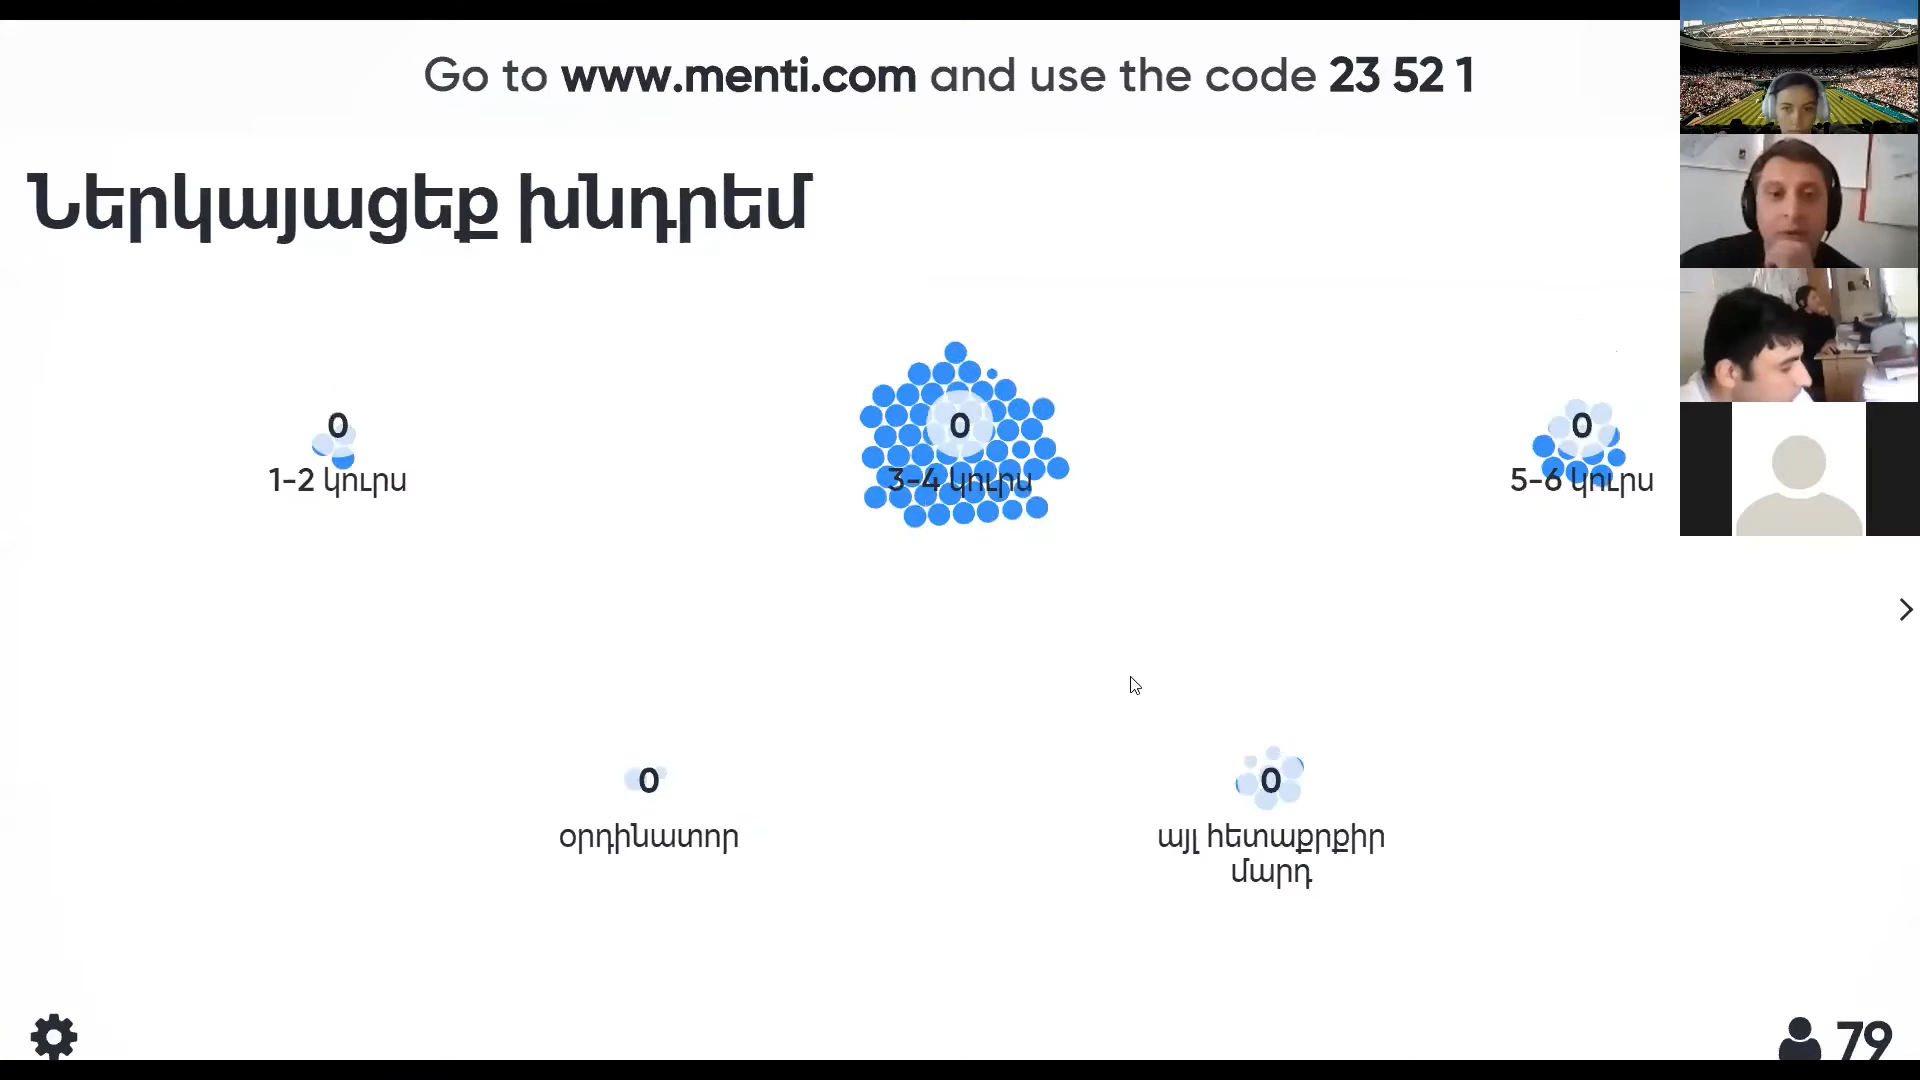 Go to www.menti.com and use the code 23 52 1
Ներկայացեք խնդրեմ
0
1-2 կուրս
0
3-4 կուրս
0
5-6 կուրս
0
օրդինատոր
0
այլ հետաքրքիր
մարդ
79